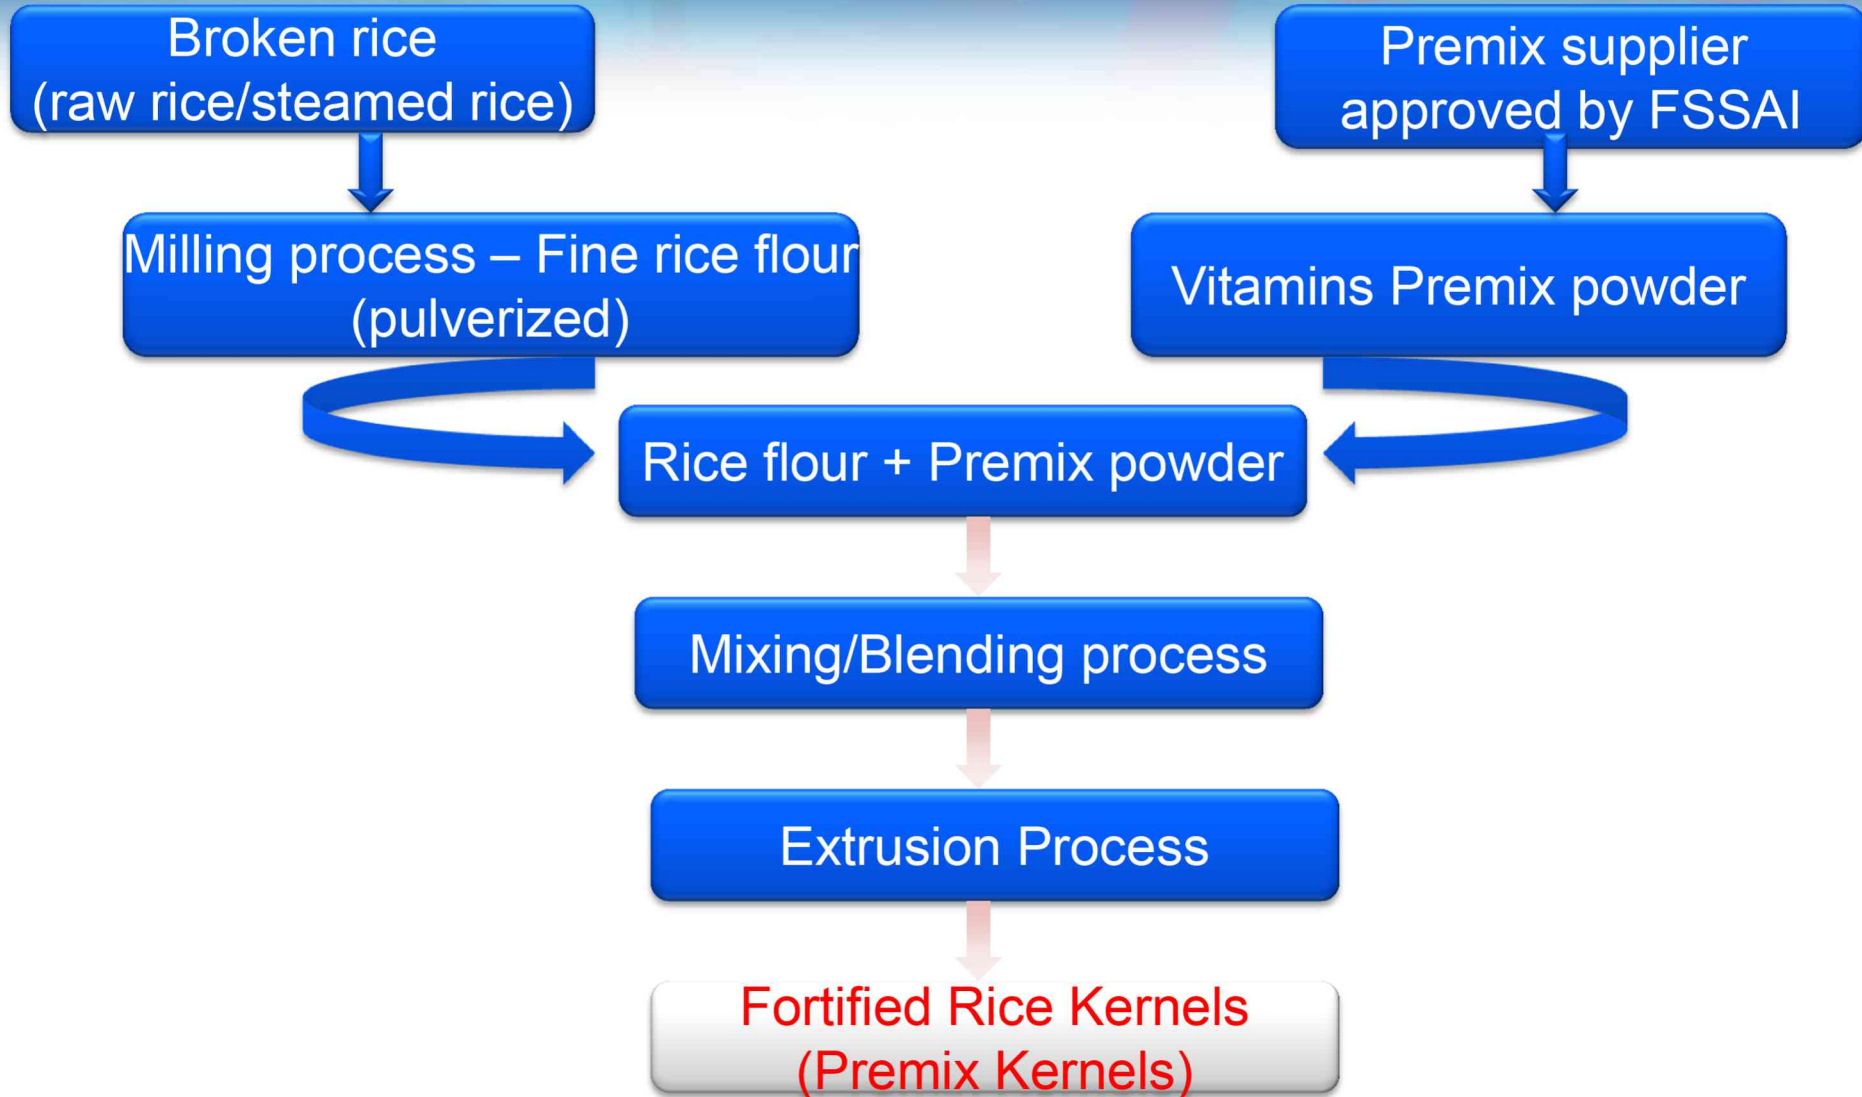 Broken rice
(raw rice/steamed rice)
Premix supplier
approved by FSSAI
Milling process – Fine rice flour
(pulverized)
Vitamins Premix powder
Rice flour + Premix powder
Mixing/Blending process
Extrusion Process
Fortified Rice Kernels
(Premix Kernels)